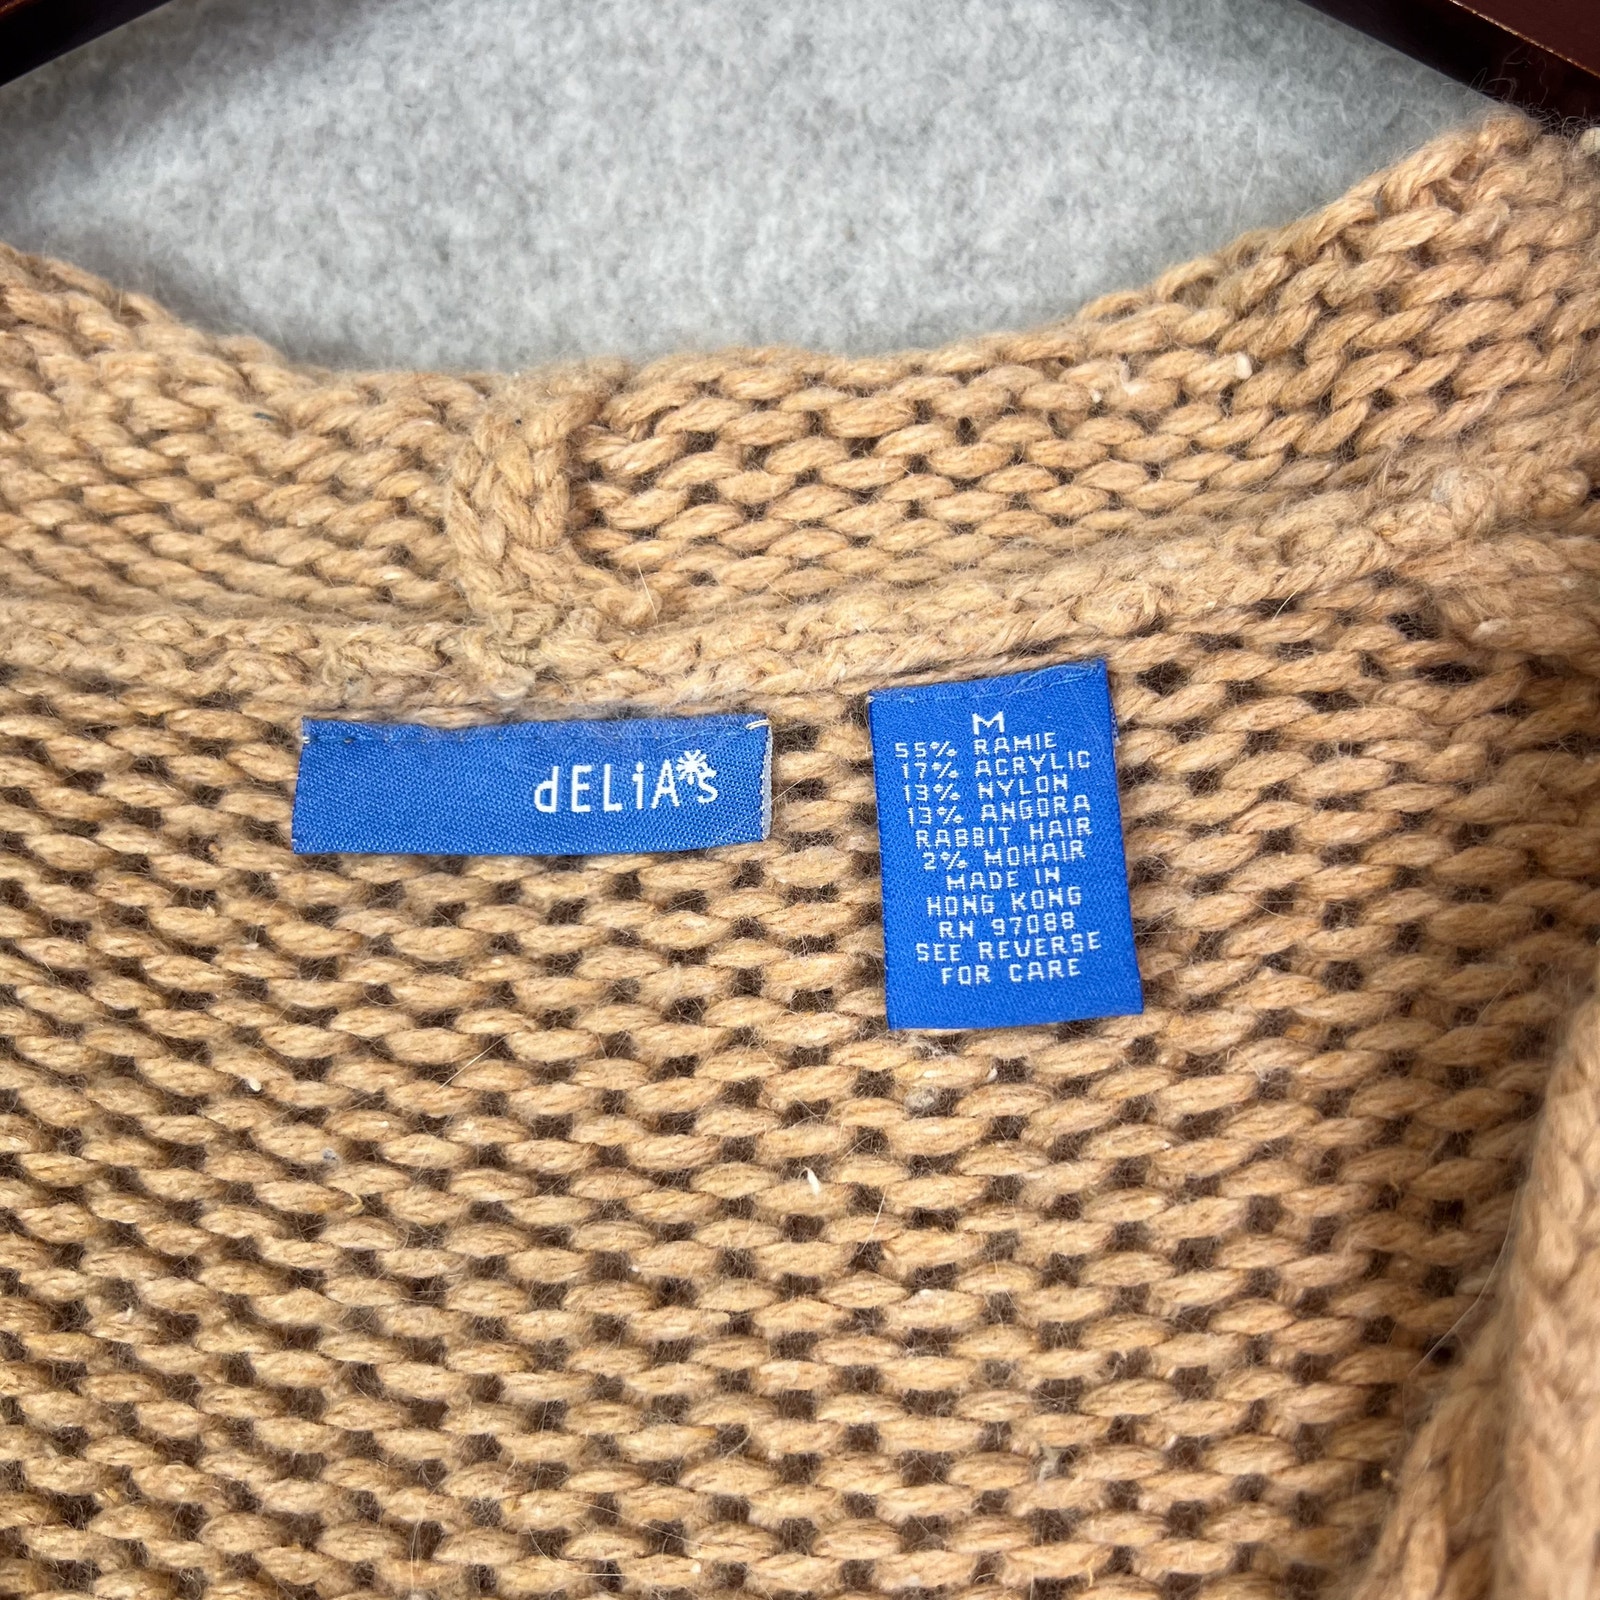 dELiA*s
M
55% RAMIE
17% ACRYLIC
13% NYLON
13% ANGORA
RABBIT HAIR
2% MOHAIR
MADE IN
HONG KONG
RN 97088
SEE REVERSE
FOR CARE